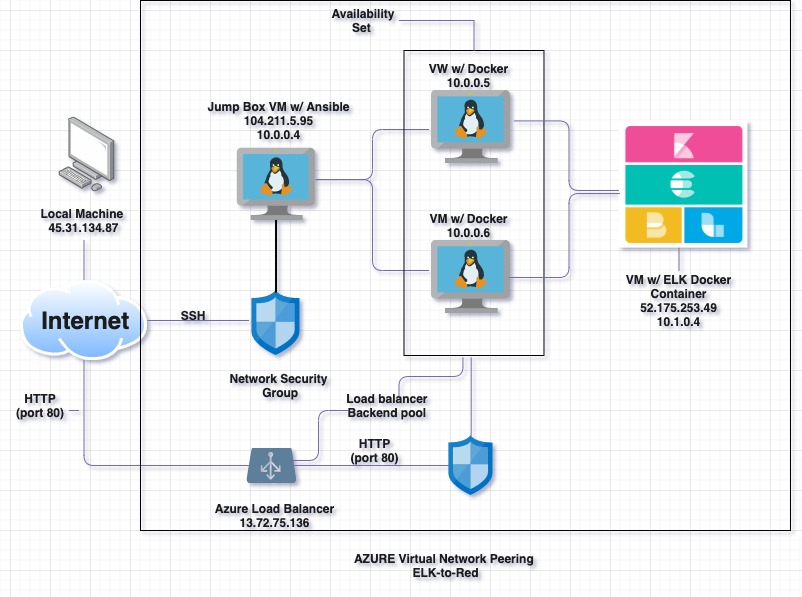 Availability
Set
VW w/ Docker
10.0.0.5
Jump Box VM w/ Ansible
104.211.5.95
10.0.0.4
Local Machine
45.31.134.87
VM w/ Docker
10.0.0.6
VM w/ ELK Docker
Container
52.175.253.49
10.1.0.4
Internet
SSH
Network Security
Group
HTTP
(port 80)
Load balancer
Backend pool
HTTP
(port 80)
Azure Load Balancer
13.72.75.136
AZURE Virtual Network Peering
ELK-to-Red